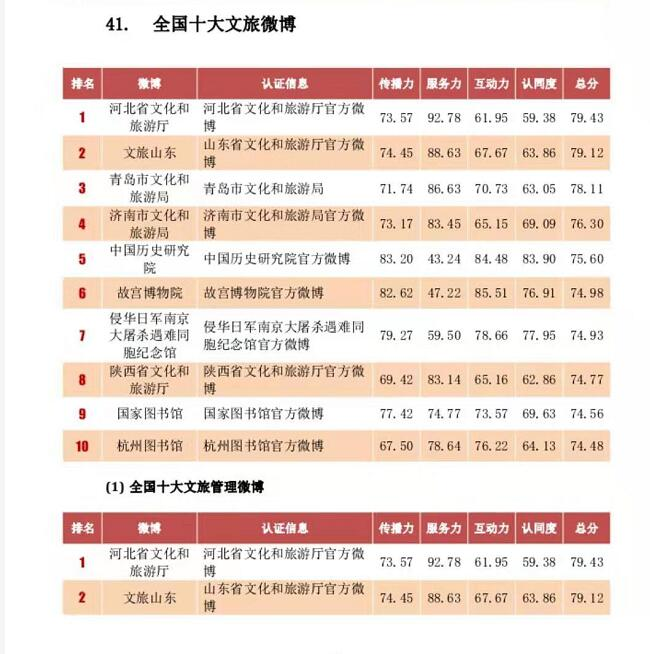 41. 全国十大文旅微博
排名 微博 认证信息 传播力 服务力 互动力 认同度 总分
1 河北省文化和旅游厅 河北省文化和旅游厅官方微博 73.57 92.78 61.95 59.38 79.43
2 文旅山东 山东省文化和旅游厅官方微博 74.45 88.63 67.67 63.86 79.12
3 青岛市文化和旅游局 青岛市文化和旅游局 71.74 86.63 70.73 63.05 78.11
4 济南市文化和旅游局 济南市文化和旅游局官方微博 73.17 83.45 65.15 69.09 76.30
5 中国历史研究院 中国历史研究院官方微博 83.20 43.24 84.48 83.90 75.60
6 故宫博物院 故宫博物院官方微博 82.62 47.22 85.51 76.91 74.98
7 侵华日军南京大屠杀遇难同胞纪念馆 侵华日军南京大屠杀遇难同胞纪念馆官方微博 79.27 59.50 78.66 77.95 74.93
8 陕西省文化和旅游厅 陕西省文化和旅游厅官方微博 69.42 83.14 65.16 62.86 74.77
9 国家图书馆 国家图书馆官方微博 77.42 74.77 73.57 69.63 74.56
10 杭州图书馆 杭州图书馆官方微博 67.50 78.64 76.22 64.13 74.48
(1) 全国十大文旅管理微博
排名 微博 认证信息 传播力 服务力 互动力 认同度 总分
1 河北省文化和旅游厅 河北省文化和旅游厅官方微博 73.57 92.78 61.95 59.38 79.43
2 文旅山东 山东省文化和旅游厅官方微博 74.45 88.63 67.67 63.86 79.12